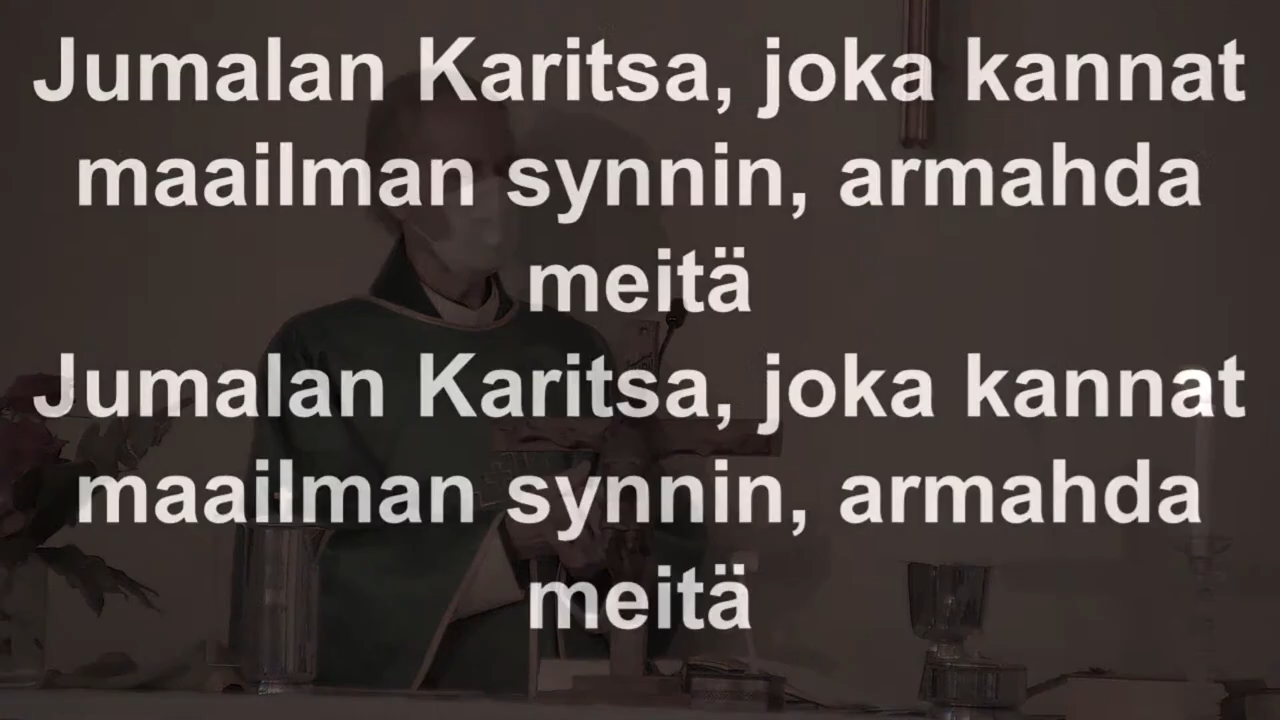 Jumalan Karitsa, joka kannat
maailman synnin, armahda
meitä
Jumalan Karitsa, joka kannat
maailman synnin, armahda
meitä